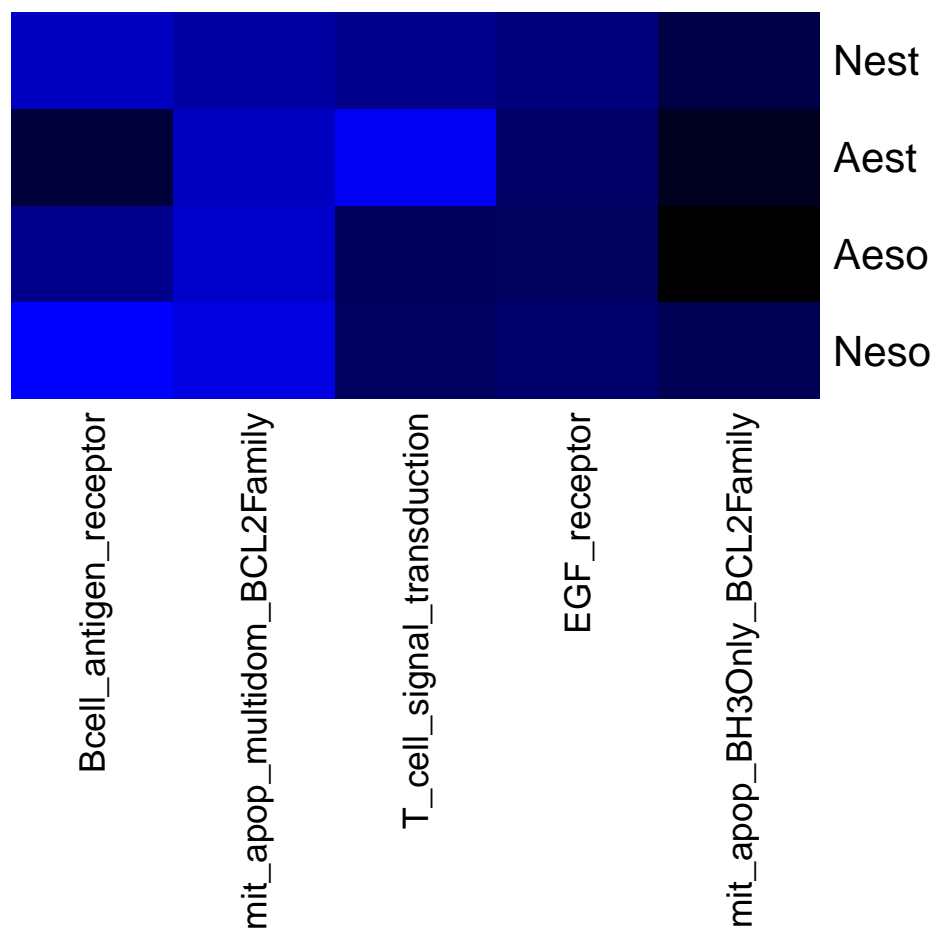 Nest
Aest
Aeso
Neso
Bcell_antigen_receptor
mit_apop_multidom_BCL2Family
T_cell_signal_transduction
EGF_receptor
mit_apop_BH3Only_BCL2Family